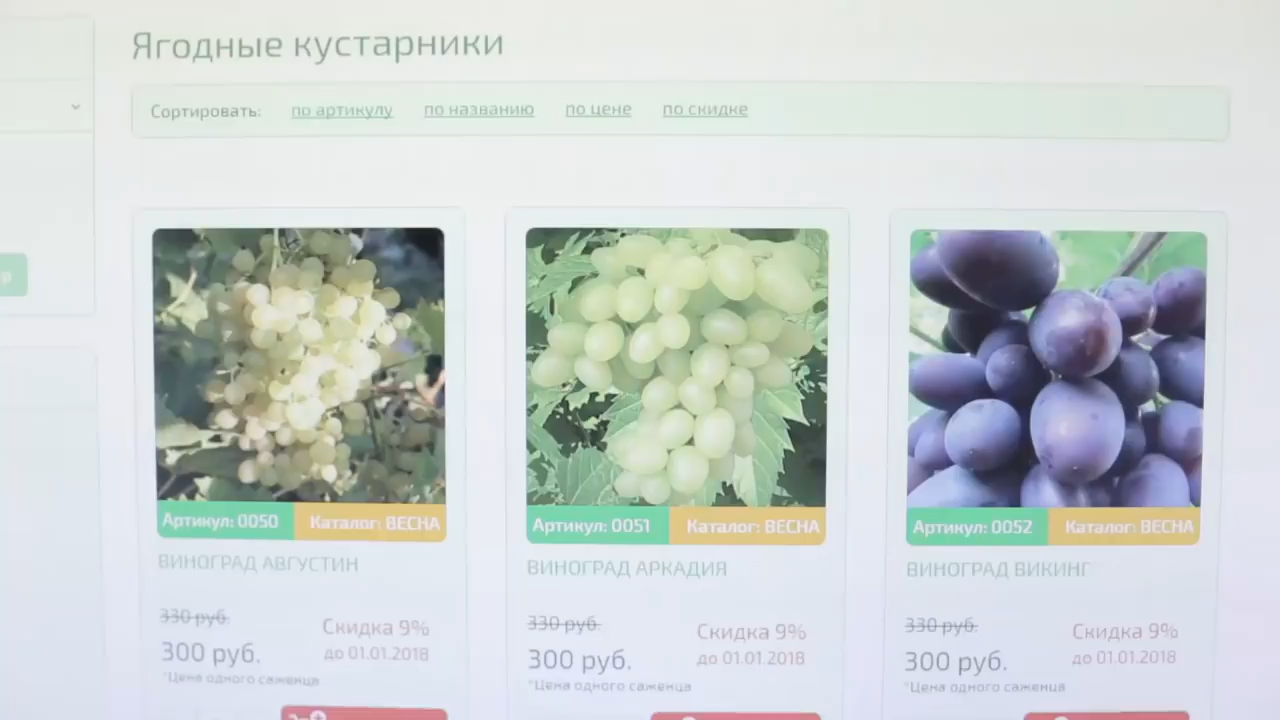 Ягодные кустарники
Сортировать: по артикулу по названию по цене по скидке
Артикул: 0050 Каталог: ВЕСНА
ВИНОГРАД АВГУСТИН
330 руб.
300 руб.
Скидка 9%
до 01.01.2018
*Цена одного саженца
Артикул: 0051 Каталог: ВЕСНА
ВИНОГРАД АРКАДИЯ
330 руб.
300 руб.
Скидка 9%
до 01.01.2018
*Цена одного саженца
Артикул: 0052 Каталог: ВЕСНА
ВИНОГРАД ВИКИНГ
330 руб.
300 руб.
Скидка 9%
до 01.01.2018
*Цена одного саженца